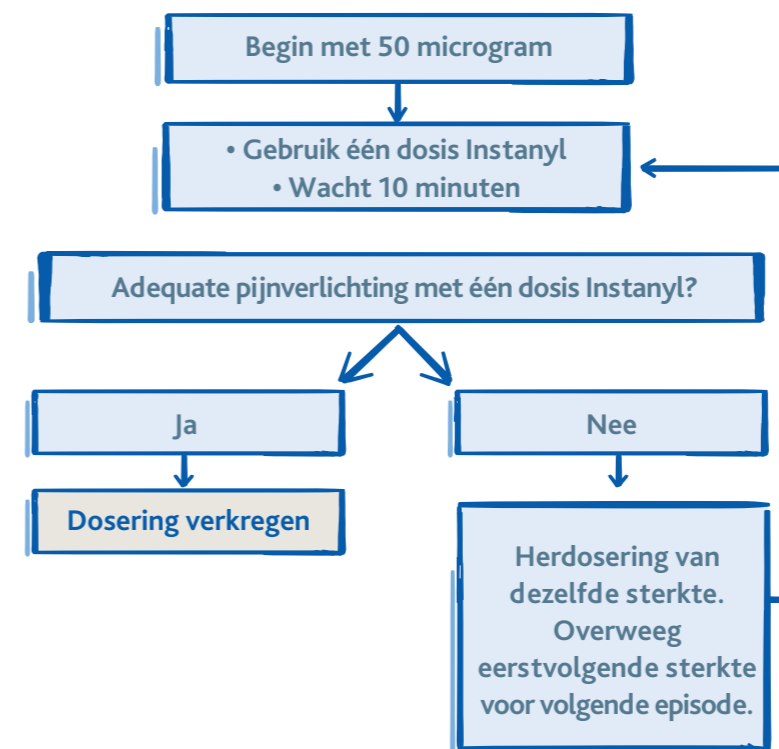 Begin met 50 microgram
• Gebruik één dosis Instanyl
• Wacht 10 minuten
Adequate pijnverlichting met één dosis Instanyl?
Ja
Nee
Dosering verkregen
Herdosering van
dezelfde sterkte.
Overweeg
eerstvolgende sterkte
voor volgende episode.